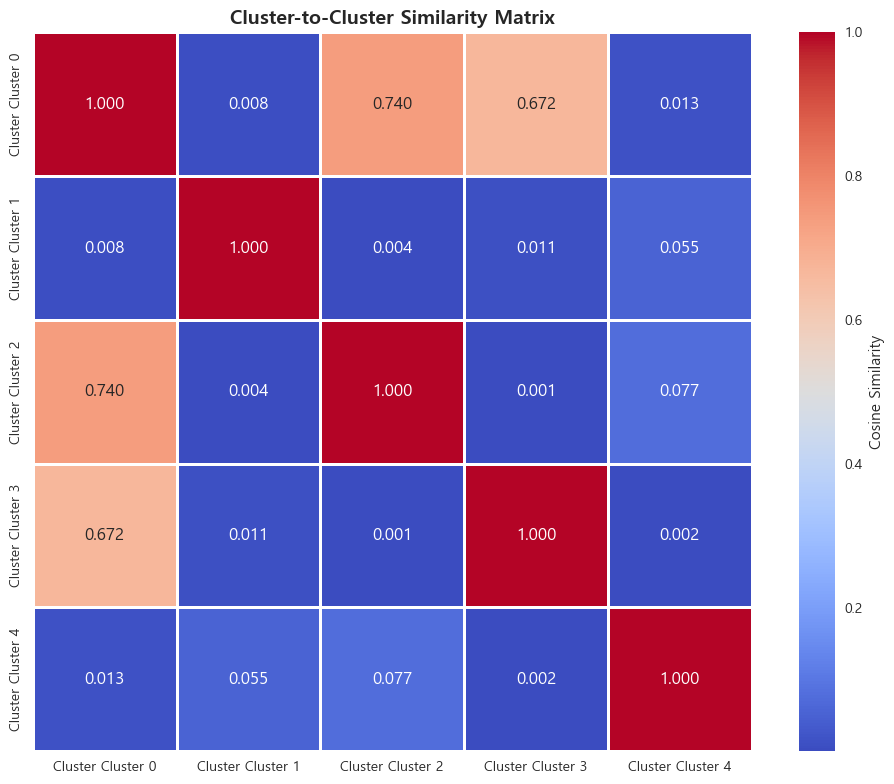 Cluster-to-Cluster Similarity Matrix
Cluster Cluster 0
1.000 0.008 0.740 0.672 0.013
Cluster Cluster 1
0.008 1.000 0.004 0.011 0.055
Cluster Cluster 2
0.740 0.004 1.000 0.001 0.077
Cluster Cluster 3
0.672 0.011 0.001 1.000 0.002
Cluster Cluster 4
0.013 0.055 0.077 0.002 1.000
Cluster Cluster 0 Cluster Cluster 1 Cluster Cluster 2 Cluster Cluster 3 Cluster Cluster 4
1.0
0.8
0.6
0.4
0.2
Cosine Similarity